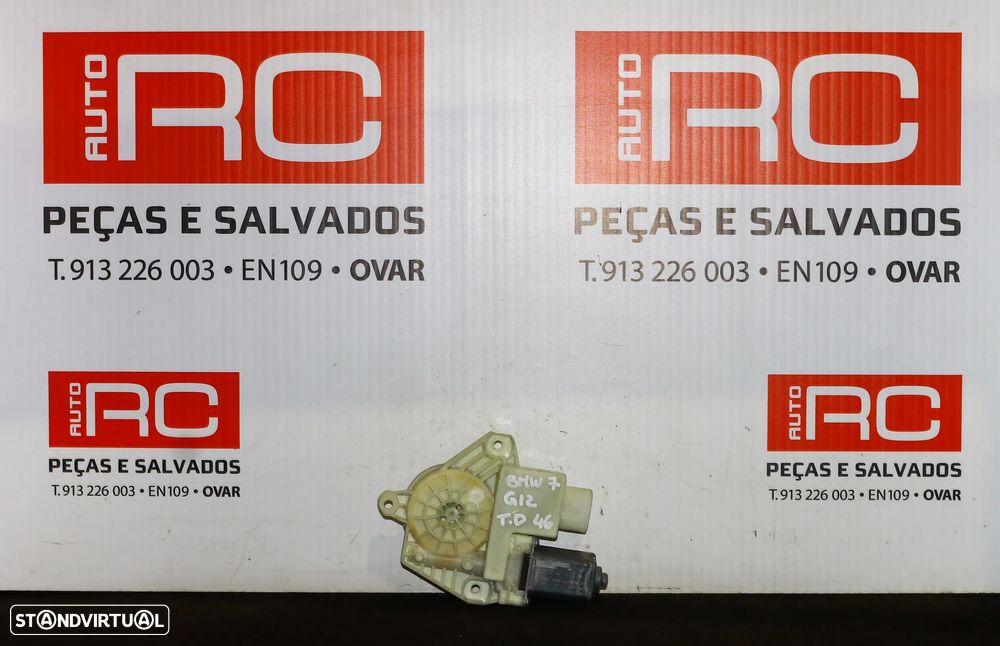 AUTO RC
PEÇAS E SALVADOS
T. 913 226 003 • EN109 • OVAR
AUTO RC
PEÇAS E SALVADOS
T. 913 226 003 • EN109 • OVAR
AUTO RC
PEÇAS E SALVADOS
T. 913 226 003 • EN109 • OVAR
AUTO RC
PEÇAS E SALVADOS
T. 913 226 003 • EN109 • OVAR
BMW 7
G12
T.D 46
STANDVIRTUAL